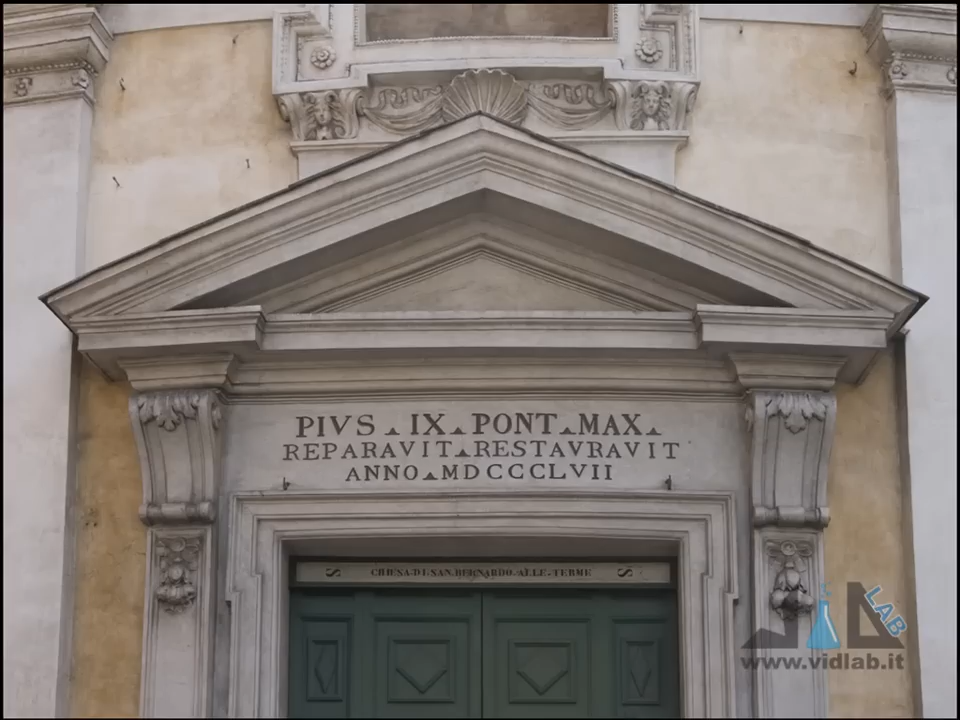 PIVS ▴ IX ▴ PONT ▴ MAX ▴
REPARAVIT ▴ RESTAVRAVIT
ANNO ▴ MDCCCLVII
CHIESA·DI·SAN·BERNARDO·ALLE·TERME
LAB
www.vidlab.it